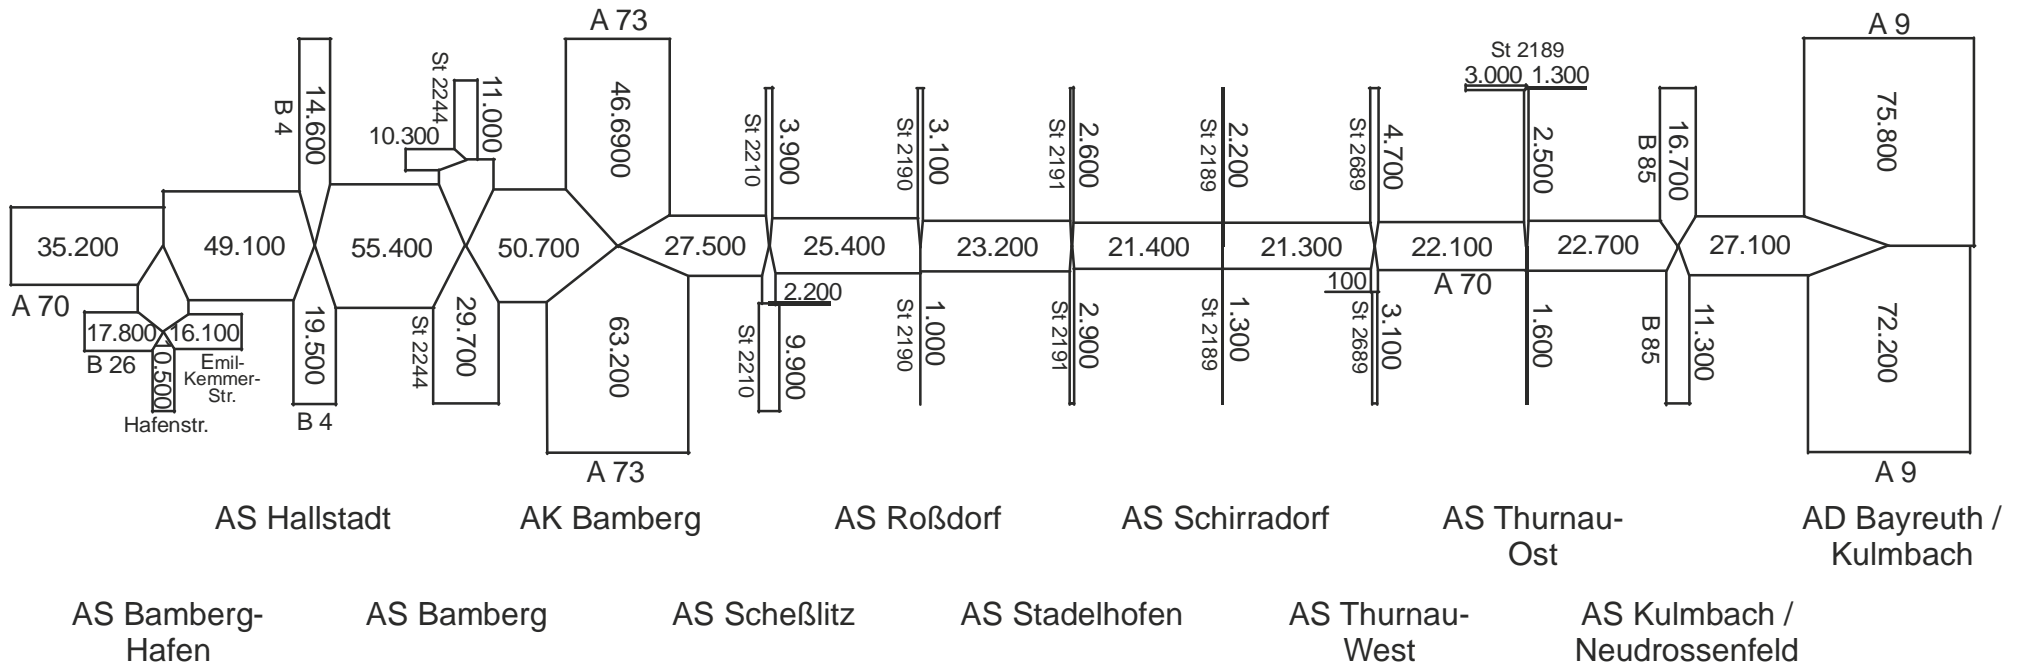 A 73
A 9
St 2189
3.000 1.300
B 4
14.600
St 2244
11.000
10.300
46.6900
St 2210
3.900
St 2190
3.100
St 2191
2.600
St 2189
2.200
St 2689
4.700
2.500
16.700
B 85
75.800
35.200
49.100
55.400
50.700
27.500
25.400
23.200
21.400
21.300
22.100
22.700
27.100
A 70
17.800
16.100
B 26
0.500
Emil-
Kemmer-
Str.
Hafenstr.
19.500
B 4
St 2244
29.700
63.200
A 73
2.200
St 2210
9.900
St 2190
1.000
St 2191
2.900
St 2189
1.300
100
St 2689
3.100
A 70
1.600
B 85
11.300
72.200
A 9
AS Hallstadt
AK Bamberg
AS Roßdorf
AS Schirradorf
AS Thurnau-
Ost
AD Bayreuth /
Kulmbach
AS Bamberg-
Hafen
AS Bamberg
AS Scheßlitz
AS Stadelhofen
AS Thurnau-
West
AS Kulmbach /
Neudrossenfeld